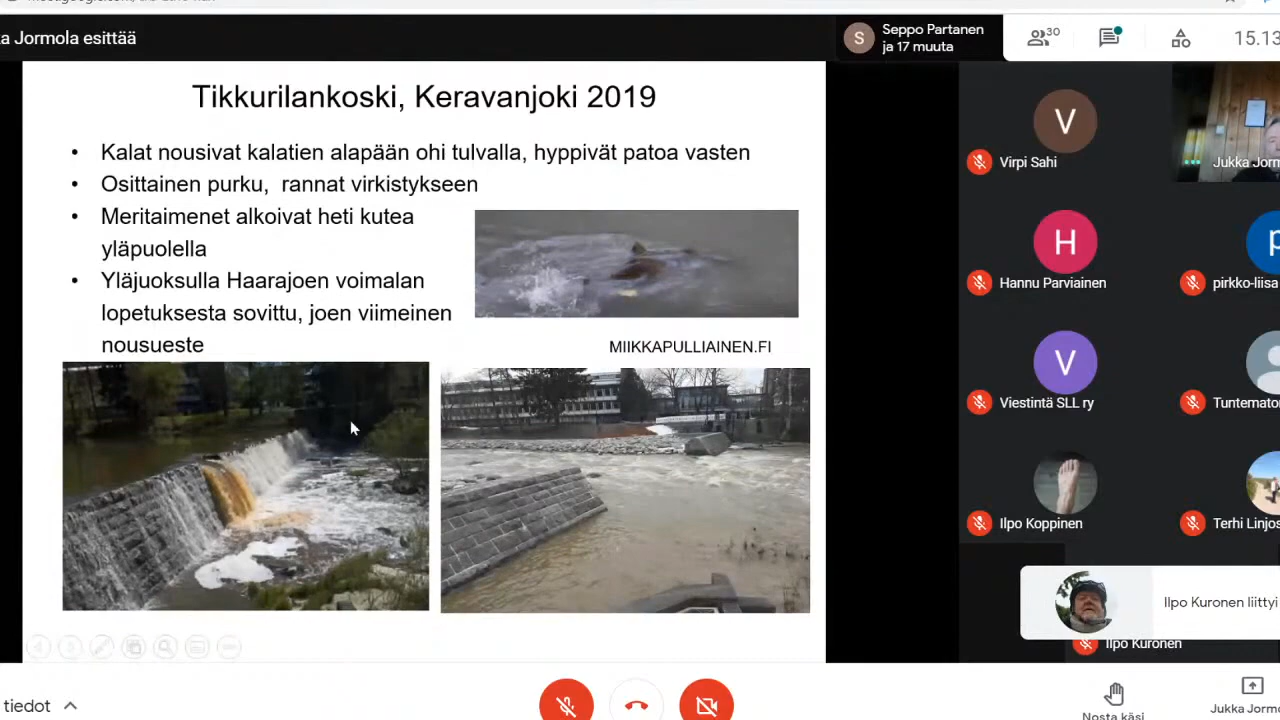 a Jormola esittää
Seppo Partanen
ja 17 muuta
30
15.13
Tikkurilankoski, Keravanjoki 2019
• Kalat nousivat kalatien alapään ohi tulvalla, hyppivät patoa vasten
• Osittainen purku, rannat virkistykseen
• Meritaimenet alkoivat heti kutea
yläpuolella
• Yläjuoksulla Haarajoen voimalan
lopetuksesta sovittu, joen viimeinen
nousueste
MIIKKAPULLIAINEN.FI
S
V
Virpi Sahi
Jukka Jorm
H
Hannu Parviainen
p
pirkko-liisa
V
Viestintä SLL ry
Tuntemator
Ilpo Koppinen
Terhi Linjos
Ilpo Kuronen liittyi
Ilpo Kuronen
tiedot
Nosta käsi
Jukka Jormo